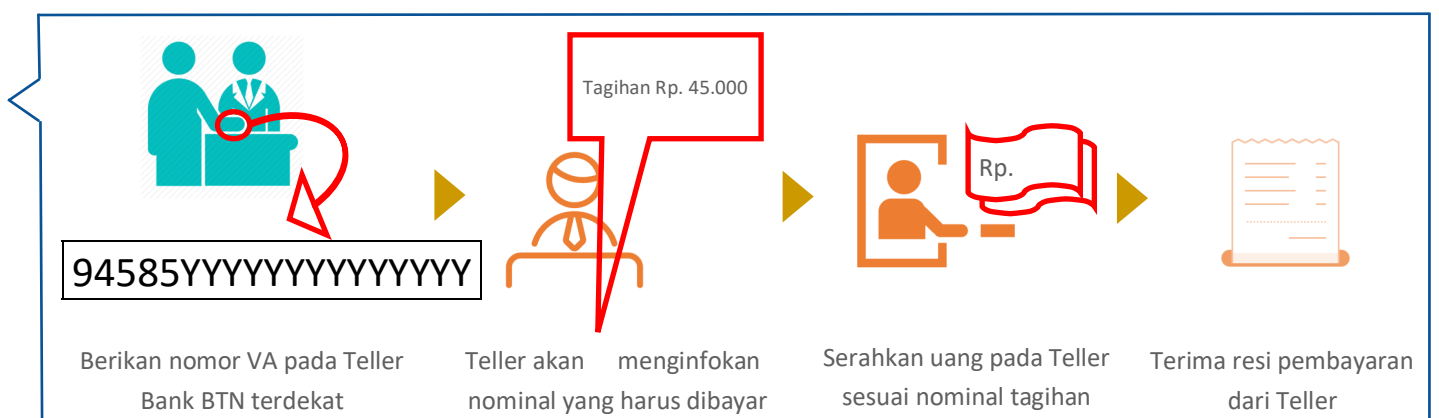 Tagihan Rp. 45.000
Rp.
94585YYYYYYYYYYYYYYY
Berikan nomor VA pada Teller
Bank BTN terdekat
Teller akan menginfokan
nominal yang harus dibayar
Serahkan uang pada Teller
sesuai nominal tagihan
Terima resi pembayaran
dari Teller